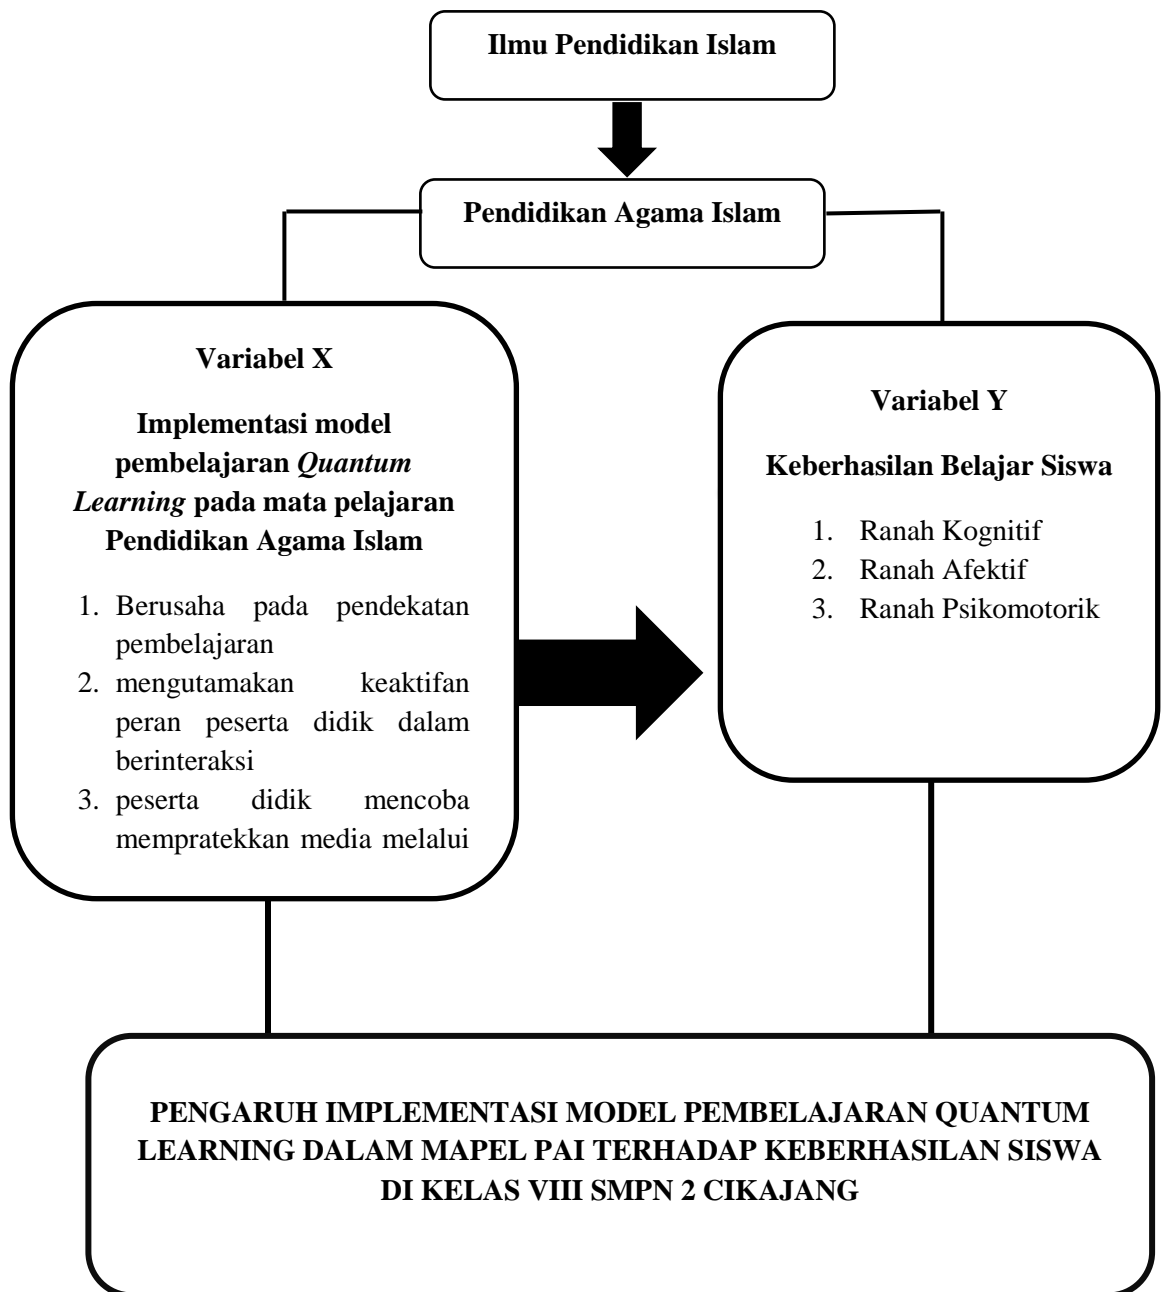 Ilmu Pendidikan Islam
Pendidikan Agama Islam
Variabel X
Implementasi model
pembelajaran Quantum
Learning pada mata pelajaran
Pendidikan Agama Islam
1. Berusaha pada pendekatan
pembelajaran
2. mengutamakan keaktifan
peran peserta didik dalam
berinteraksi
3. peserta didik mencoba
mempratekkan media melalui
Variabel Y
Keberhasilan Belajar Siswa
1. Ranah Kognitif
2. Ranah Afektif
3. Ranah Psikomotorik
PENGARUH IMPLEMENTASI MODEL PEMBELAJARAN QUANTUM
LEARNING DALAM MAPEL PAI TERHADAP KEBERHASILAN SISWA
DI KELAS VIII SMPN 2 CIKAJANG